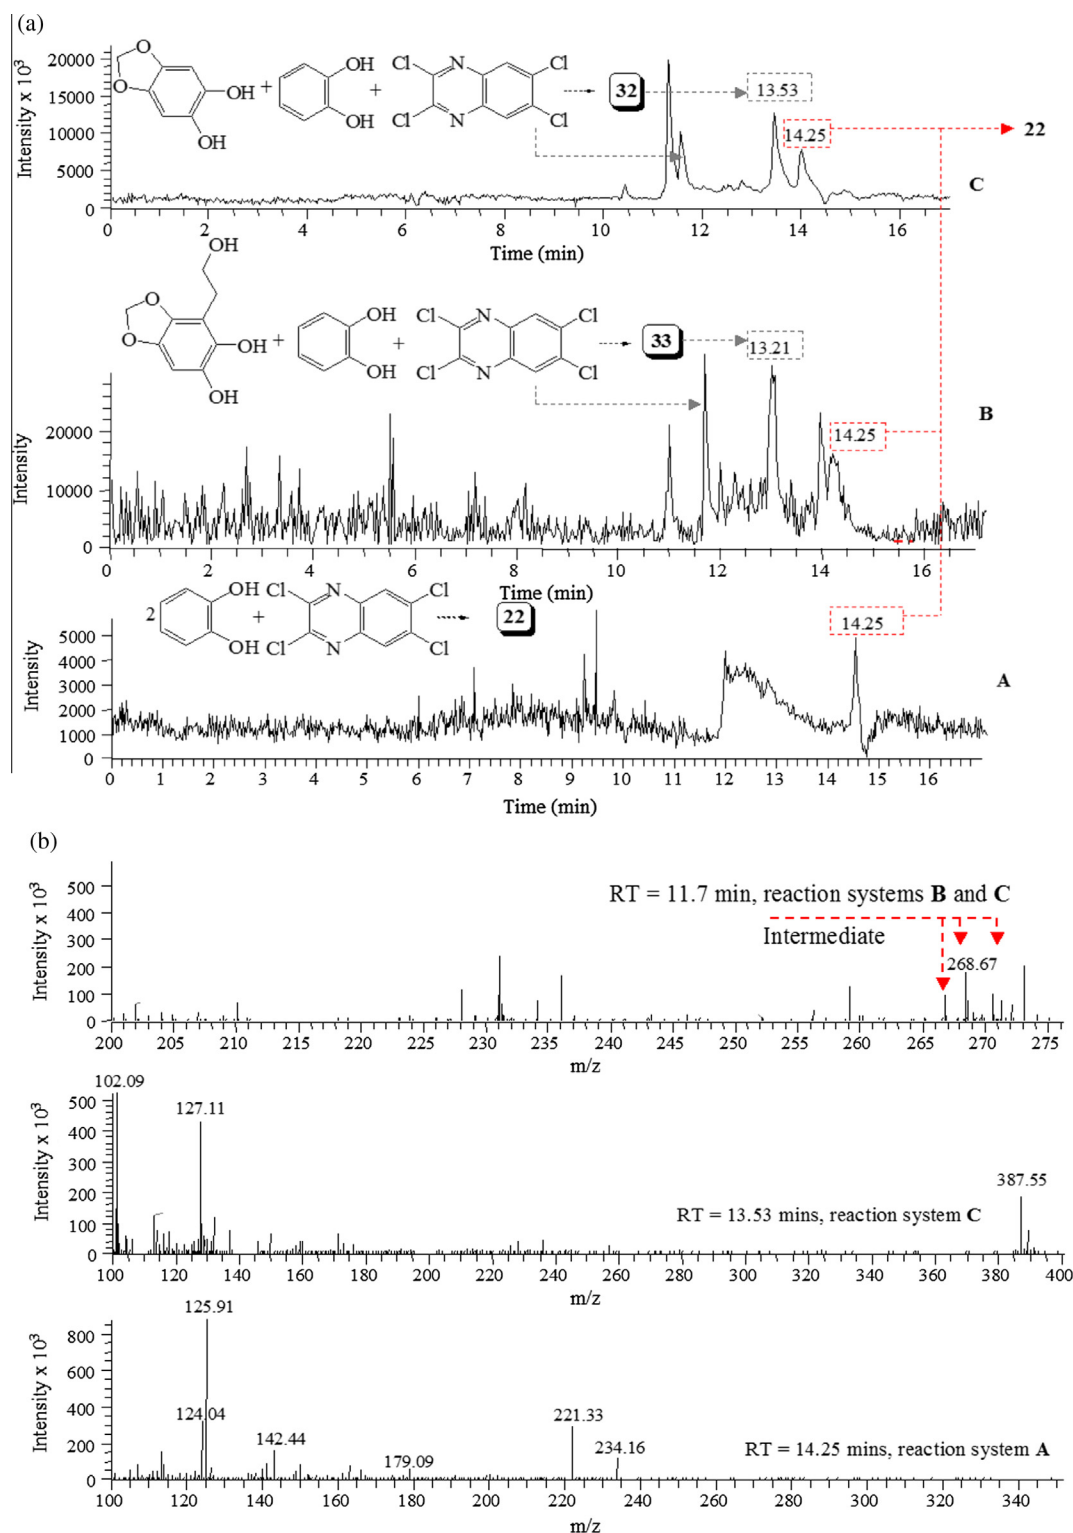 (a)
Intensity x 10³
20000
15000
10000
5000
0
O
O
OH
OH
+
OH
OH
+
Cl
Cl
N
N
Cl
Cl
32
13.53
14.25
22
C
0 2 4 6 8 10 12 14 16
Time (min)
OH
O
O
OH
OH
+
OH
OH
+
Cl
Cl
N
N
Cl
Cl
33
13.21
14.25
B
Intensity
20000
10000
0
0 2 4 6 8 10 12 14 16
Time (min)
2
OH
OH
+
Cl
Cl
N
N
Cl
Cl
22
14.25
A
Intensity
5000
4000
3000
2000
1000
0
0 1 2 3 4 5 6 7 8 9 10 11 12 13 14 15 16
Time (min)
(b)
Intensity x 10³
500
400
300
200
100
0
RT = 11.7 min, reaction systems B and C
Intermediate
268.67
200 205 210 215 220 225 230 235 240 245 250 255 260 265 270 275
m/z
Intensity x 10³
102.09
500
400
300
200
100
0
127.11
387.55
RT = 13.53 mins, reaction system C
100 120 140 160 180 200 220 240 260 280 300 320 340 360 380 400
m/z
Intensity x 10³
125.91
800
600
400
200
0
124.04
142.44
179.09
221.33
234.16
RT = 14.25 mins, reaction system A
100 120 140 160 180 200 220 240 260 280 300 320 340
m/z